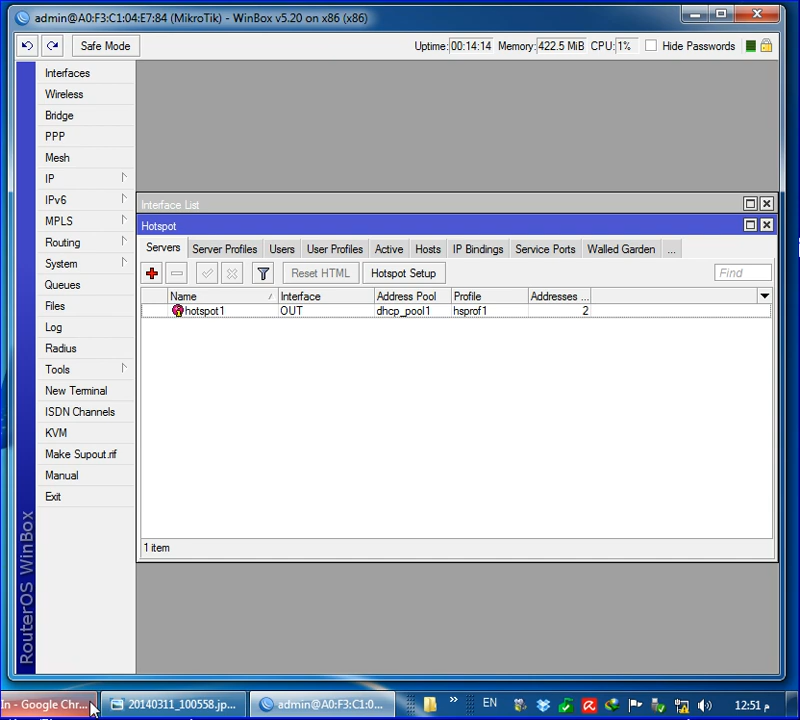 admin@A0:F3:C1:04:E7:84 (MikroTik) - WinBox v5.20 on x86 (x86)
Safe Mode
Uptime: 00:14:14 Memory: 422.5 MiB CPU: 1% Hide Passwords
Interfaces
Wireless
Bridge
PPP
Mesh
IP
IPv6
MPLS
Routing
System
Queues
Files
Log
Radius
Tools
New Terminal
ISDN Channels
KVM
Make Supout.rif
Manual
Exit
RouterOS WinBox
Interface List
Hotspot
Servers Server Profiles Users User Profiles Active Hosts IP Bindings Service Ports Walled Garden ...
Reset HTML Hotspot Setup Find
Name Interface Address Pool Profile Addresses ...
hotspot1 OUT dhcp_pool1 hsprof1 2
1 item
In - Google Chr... 20140311_100558.jp... admin@A0:F3:C1:0... » EN 12:51 م